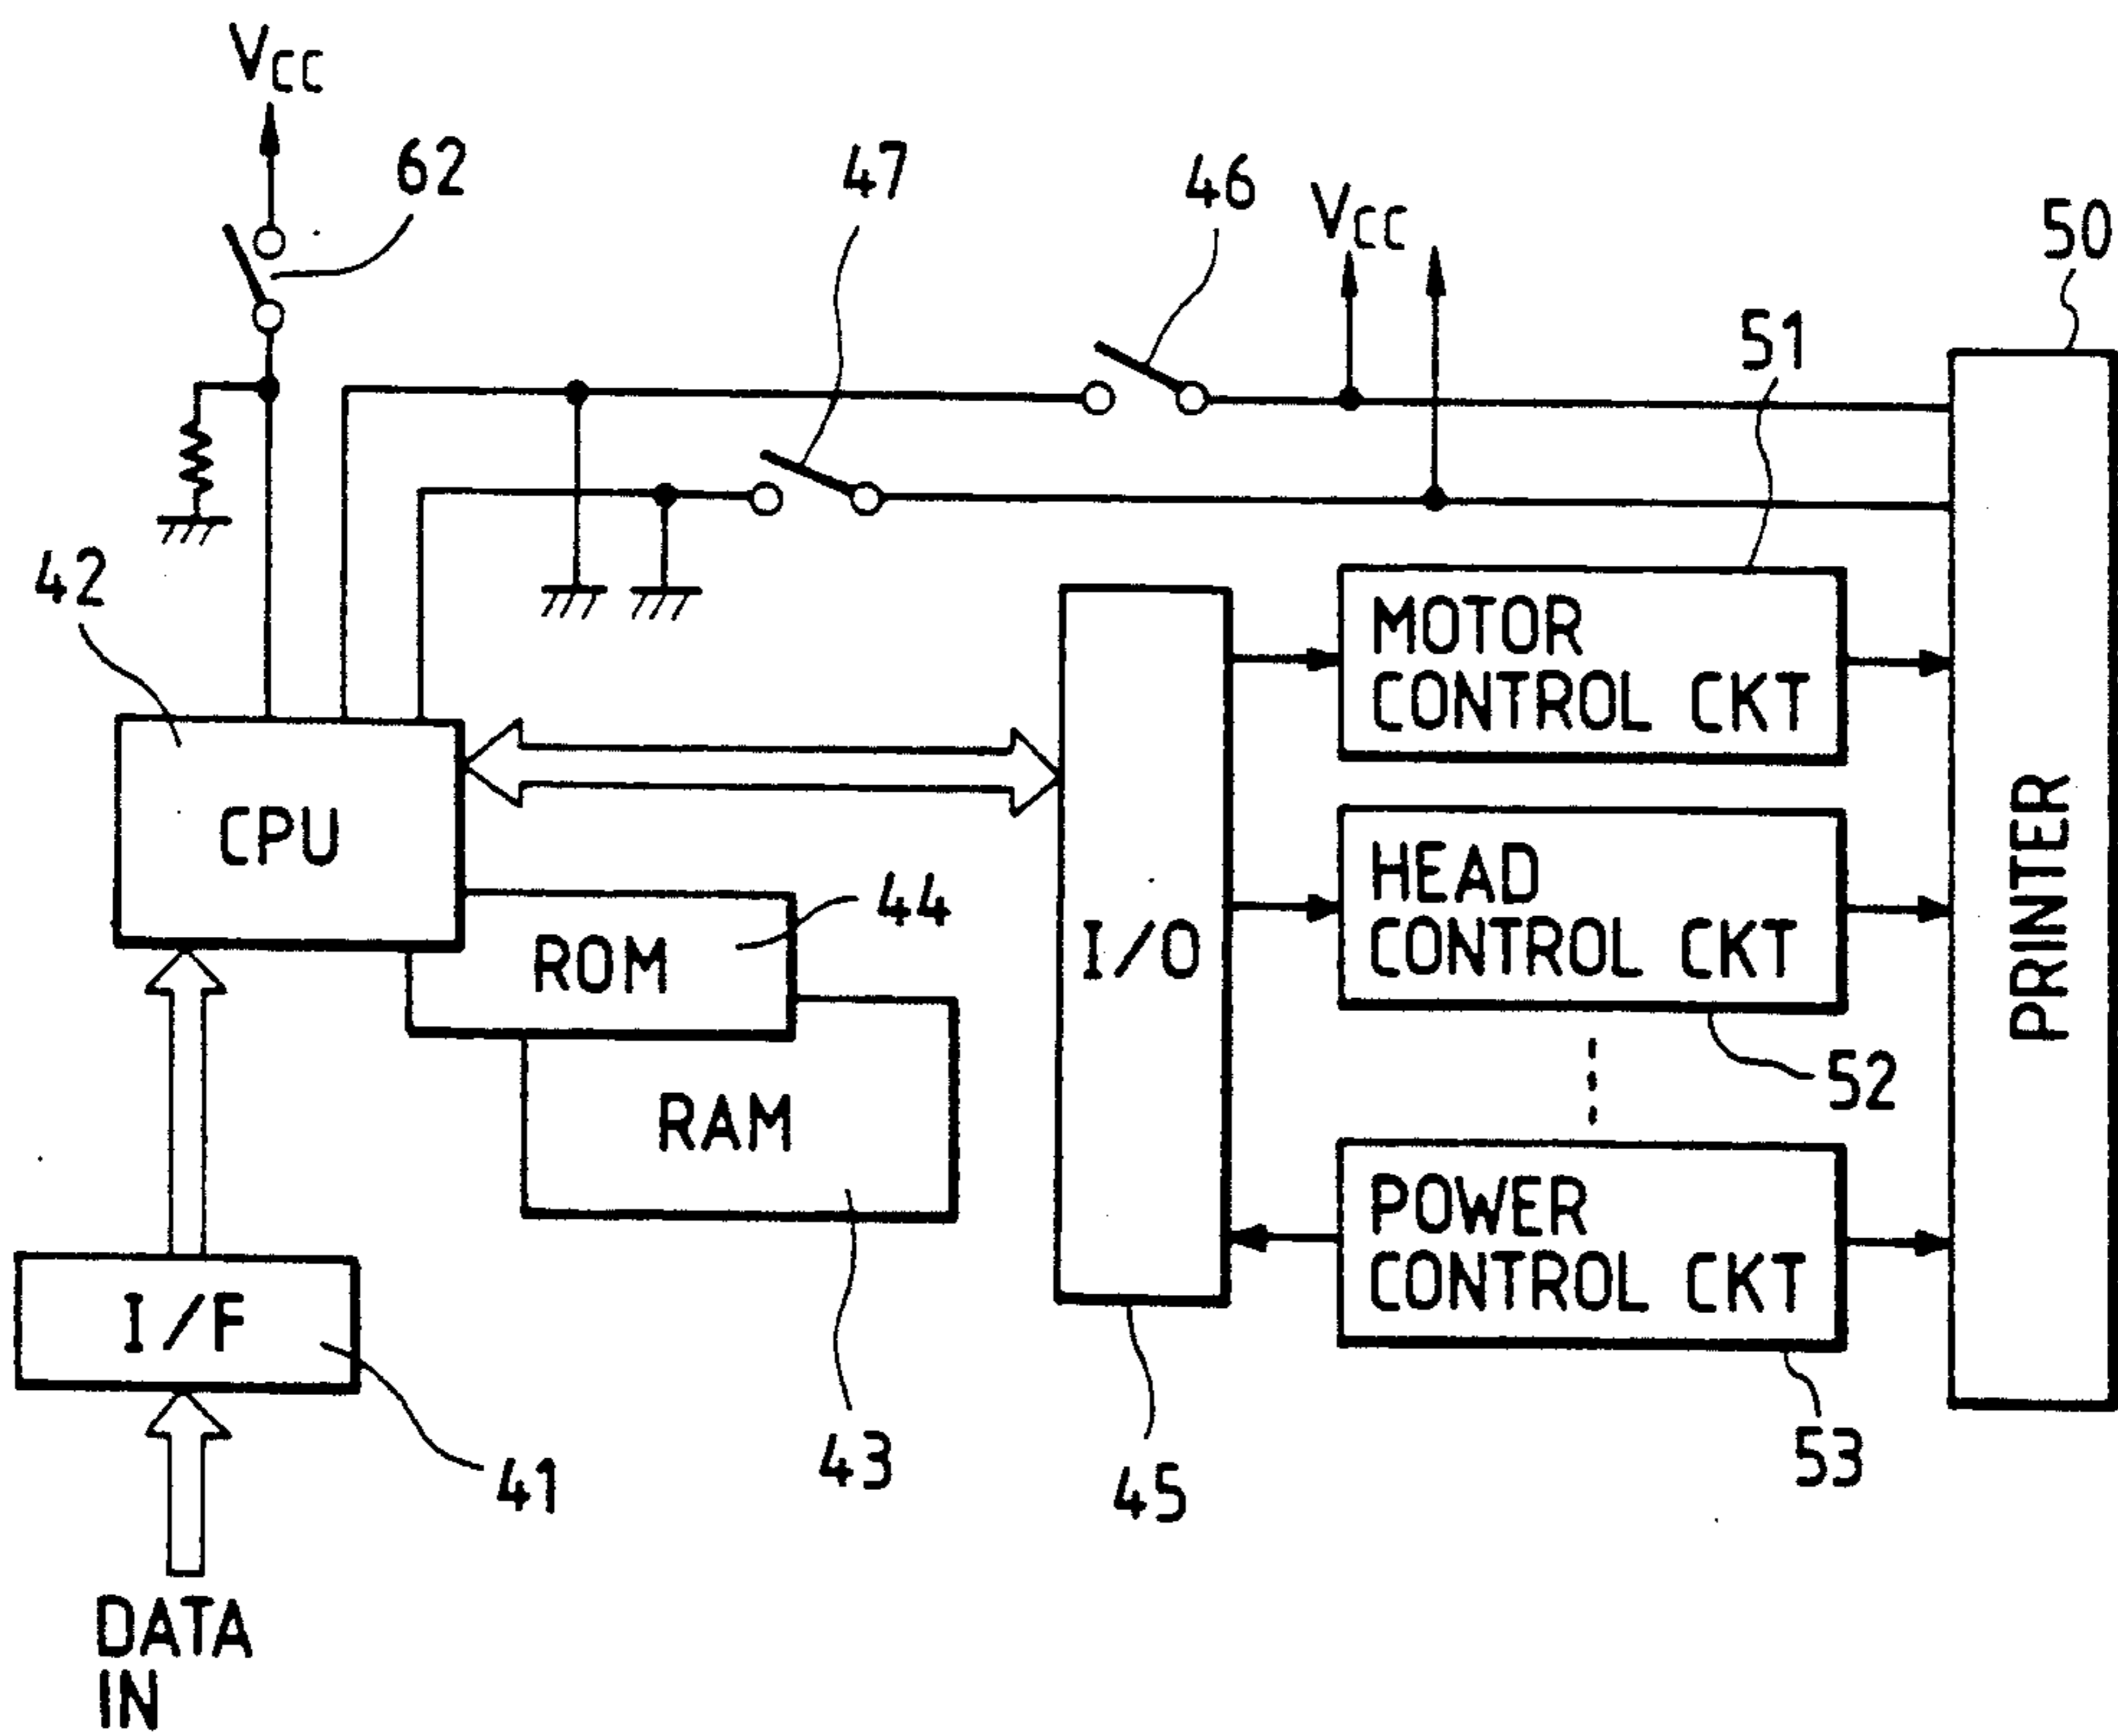 VCC
62
47
46
VCC
50
51
42
MOTOR
CONTROL CKT
CPU
HEAD
CONTROL CKT
44
ROM
I/O
PRINTER
52
RAM
POWER
CONTROL CKT
I/F
41
43
45
53
DATA
IN